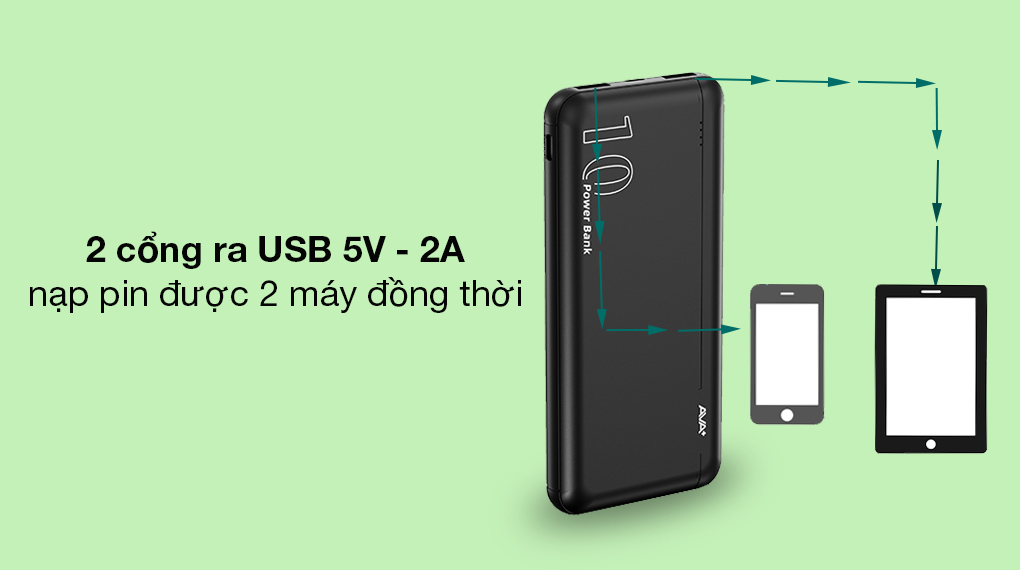 2 cổng ra USB 5V - 2A
nạp pin được 2 máy đồng thời
10
Power Bank
AVA+